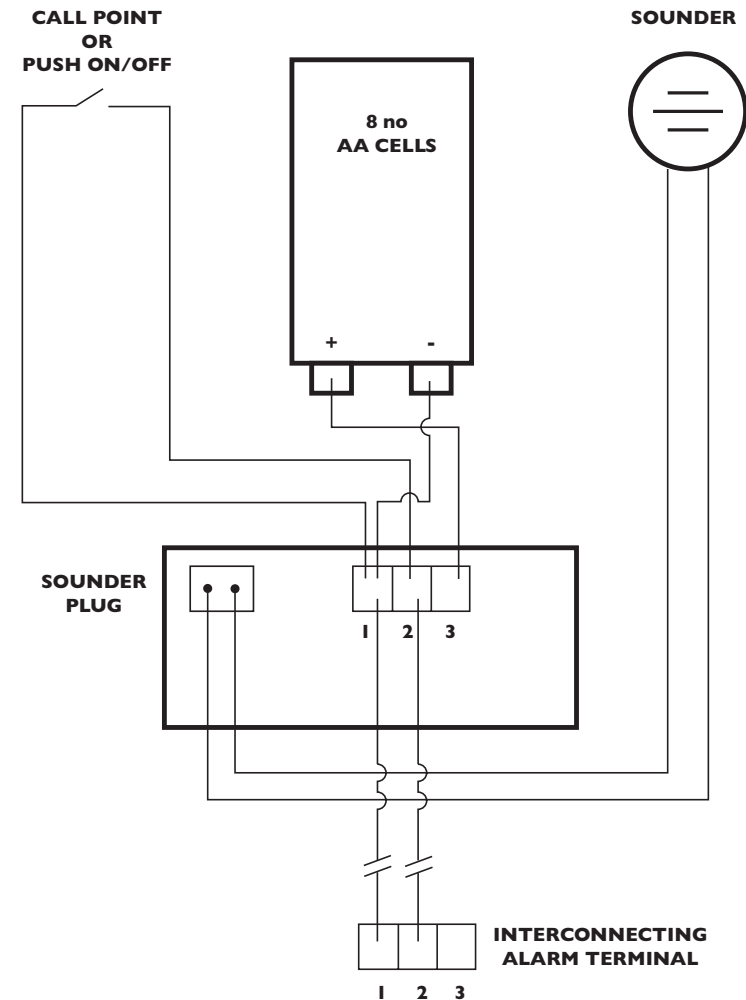 CALL POINT
OR
PUSH ON/OFF
SOUNDER
8 no
AA CELLS
+ -
SOUNDER
PLUG
1 2 3
INTERCONNECTING
ALARM TERMINAL
1 2 3